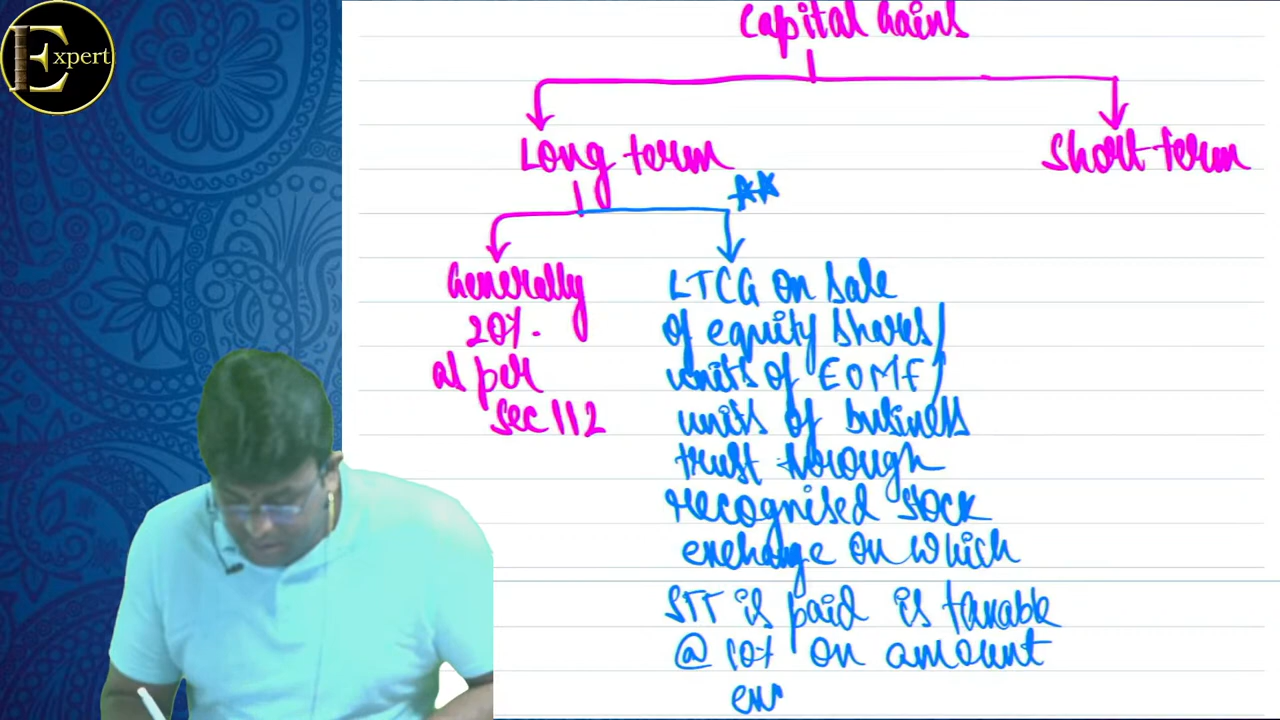 Expert
Capital Gains
Long term
Short term
Generally
20%.
as per
Sec 112
LTCG on sale
of equity shares/
units of EOMF/
units of business
trust through
recognised stock
exchange on which
STT is paid is taxable
@ 10% on amount
exc